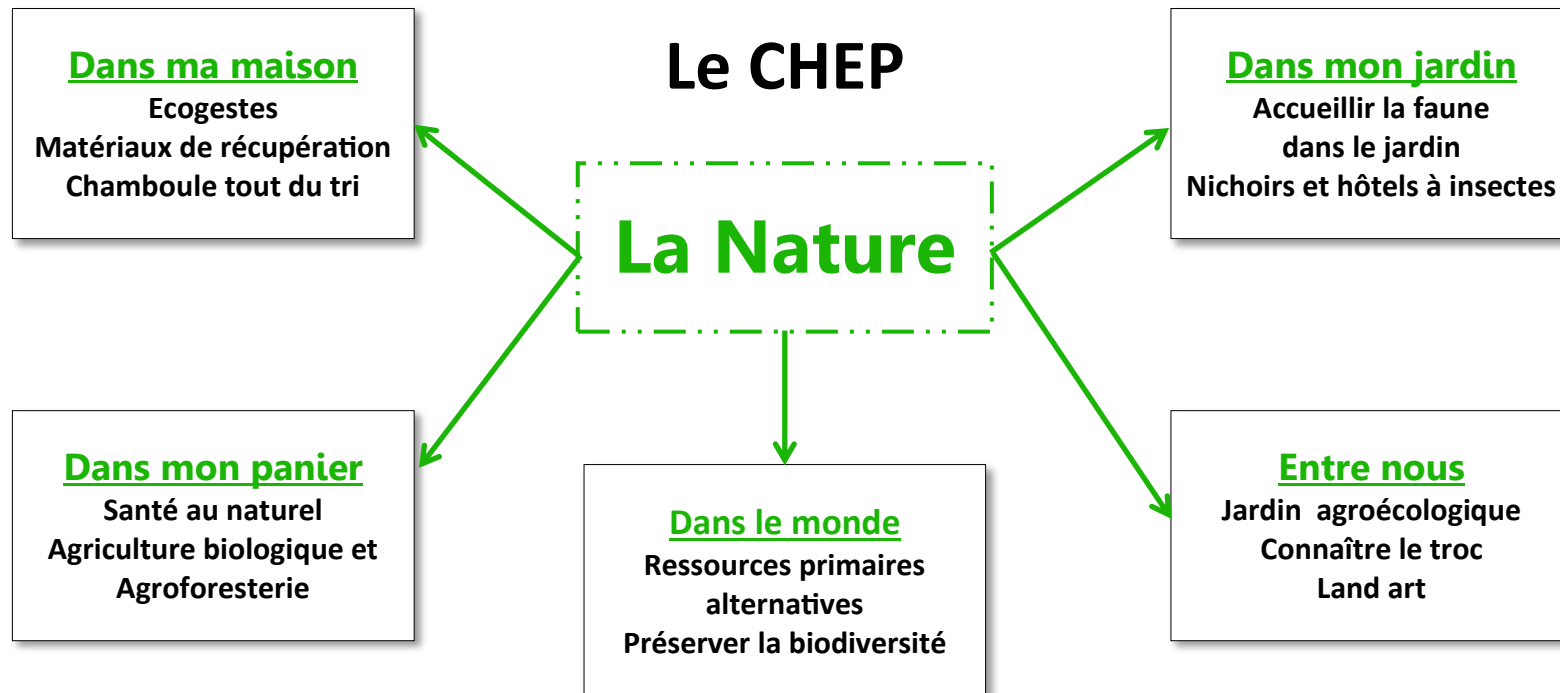 Le CHEP
La Nature
Dans ma maison
Ecogestes
Matériaux de récupération
Chamboule tout du tri
Dans mon jardin
Accueillir la faune
dans le jardin
Nichoirs et hôtels à insectes
Dans mon panier
Santé au naturel
Agriculture biologique et
Agroforesterie
Dans le monde
Ressources primaires
alternatives
Préserver la biodiversité
Entre nous
Jardin  agroécologique
Connaître le troc
Land art